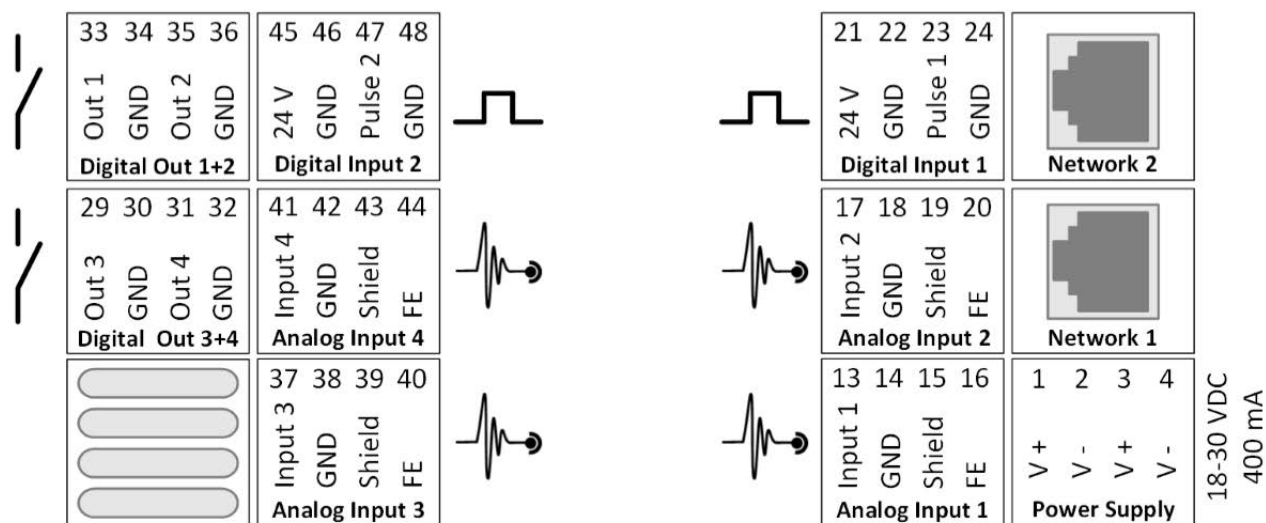 33 34 35 36
Out 1
GND
Out 2
GND
Digital Out 1+2
45 46 47 48
24 V
GND
Pulse 2
GND
Digital Input 2
21 22 23 24
24 V
GND
Pulse 1
GND
Digital Input 1
Network 2
29 30 31 32
Out 3
GND
Out 4
GND
Digital Out 3+4
41 42 43 44
Input 4
GND
Shield
FE
Analog Input 4
17 18 19 20
Input 2
GND
Shield
FE
Analog Input 2
Network 1
37 38 39 40
Input 3
GND
Shield
FE
Analog Input 3
13 14 15 16
Input 1
GND
Shield
FE
Analog Input 1
1 2 3 4
V +
V -
V +
V -
Power Supply
18-30 VDC
400 mA